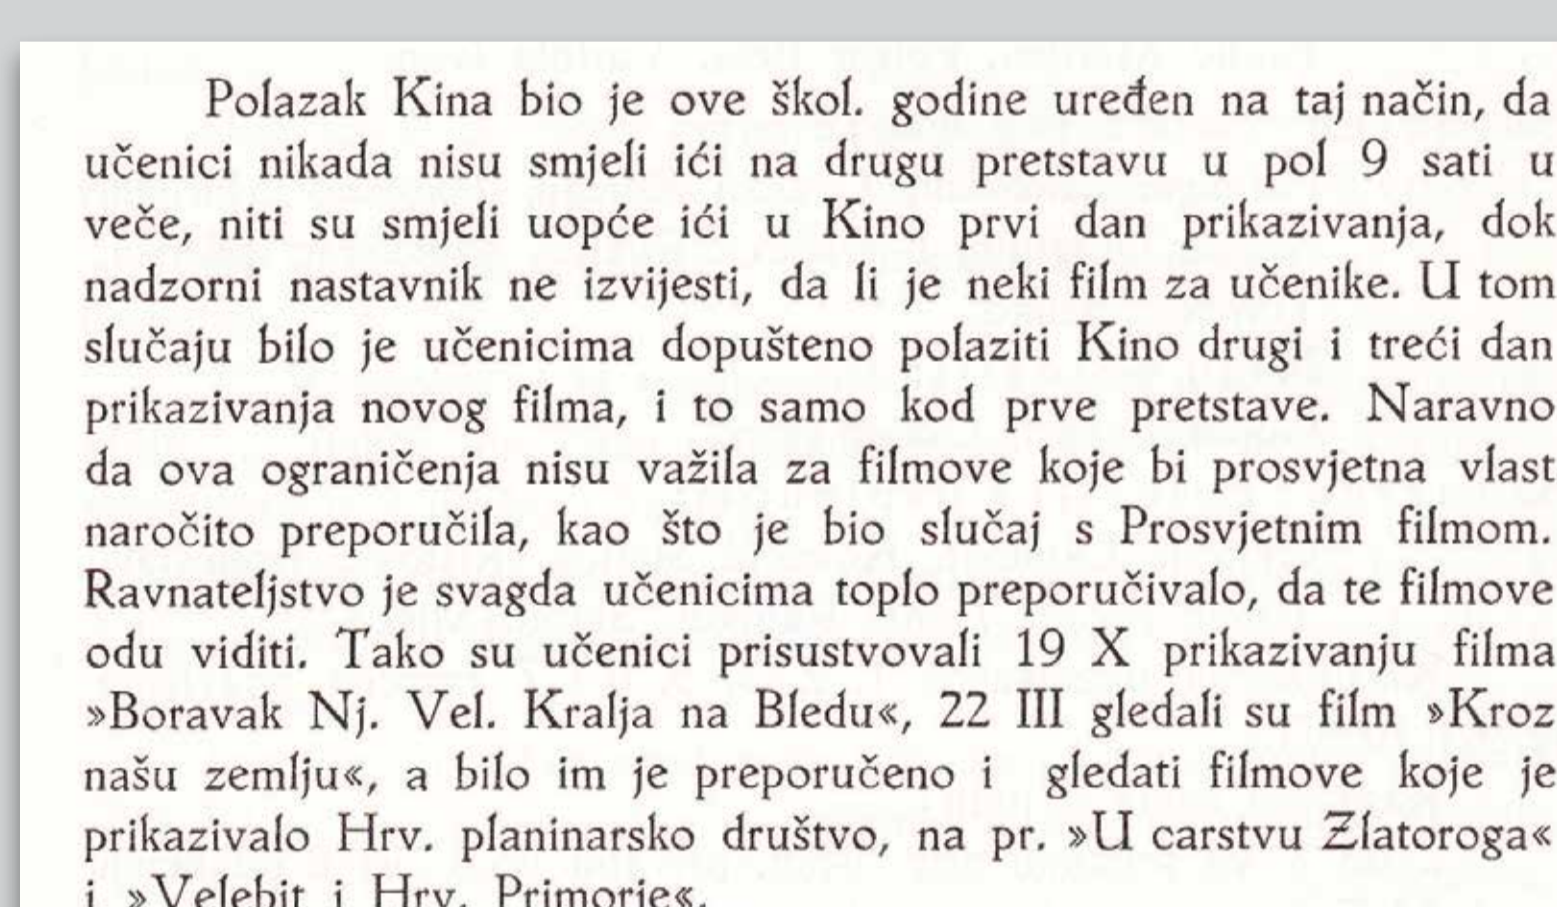 Polazak Kina bio je ove škol. godine uređen na taj način, da
učenici nikada nisu smjeli ići na drugu pretstavu u pol 9 sati u
veče, niti su smjeli uopće ići u Kino prvi dan prikazivanja, dok
nadzorni nastavnik ne izvijesti, da li je neki film za učenike. U tom
slučaju bilo je učenicima dopušteno polaziti Kino drugi i treći dan
prikazivanja novog filma, i to samo kod prve pretstave. Naravno
da ova ograničenja nisu važila za filmove koje bi prosvjetna vlast
naročito preporučila, kao što je bio slučaj s Prosvjetnim filmom.
Ravnateljstvo je svagda učenicima toplo preporučivalo, da te filmove
odu viditi. Tako su učenici prisustvovali 19 X prikazivanju filma
»Boravak Nj. Vel. Kralja na Bledu«, 22 III gledali su film »Kroz
našu zemlju«, a bilo im je preporučeno i gledati filmove koje je
prikazivalo Hrv. planinarsko društvo, na pr. »U carstvu Zlatoroga«
i »Velebit i Hrv. Primorje«.